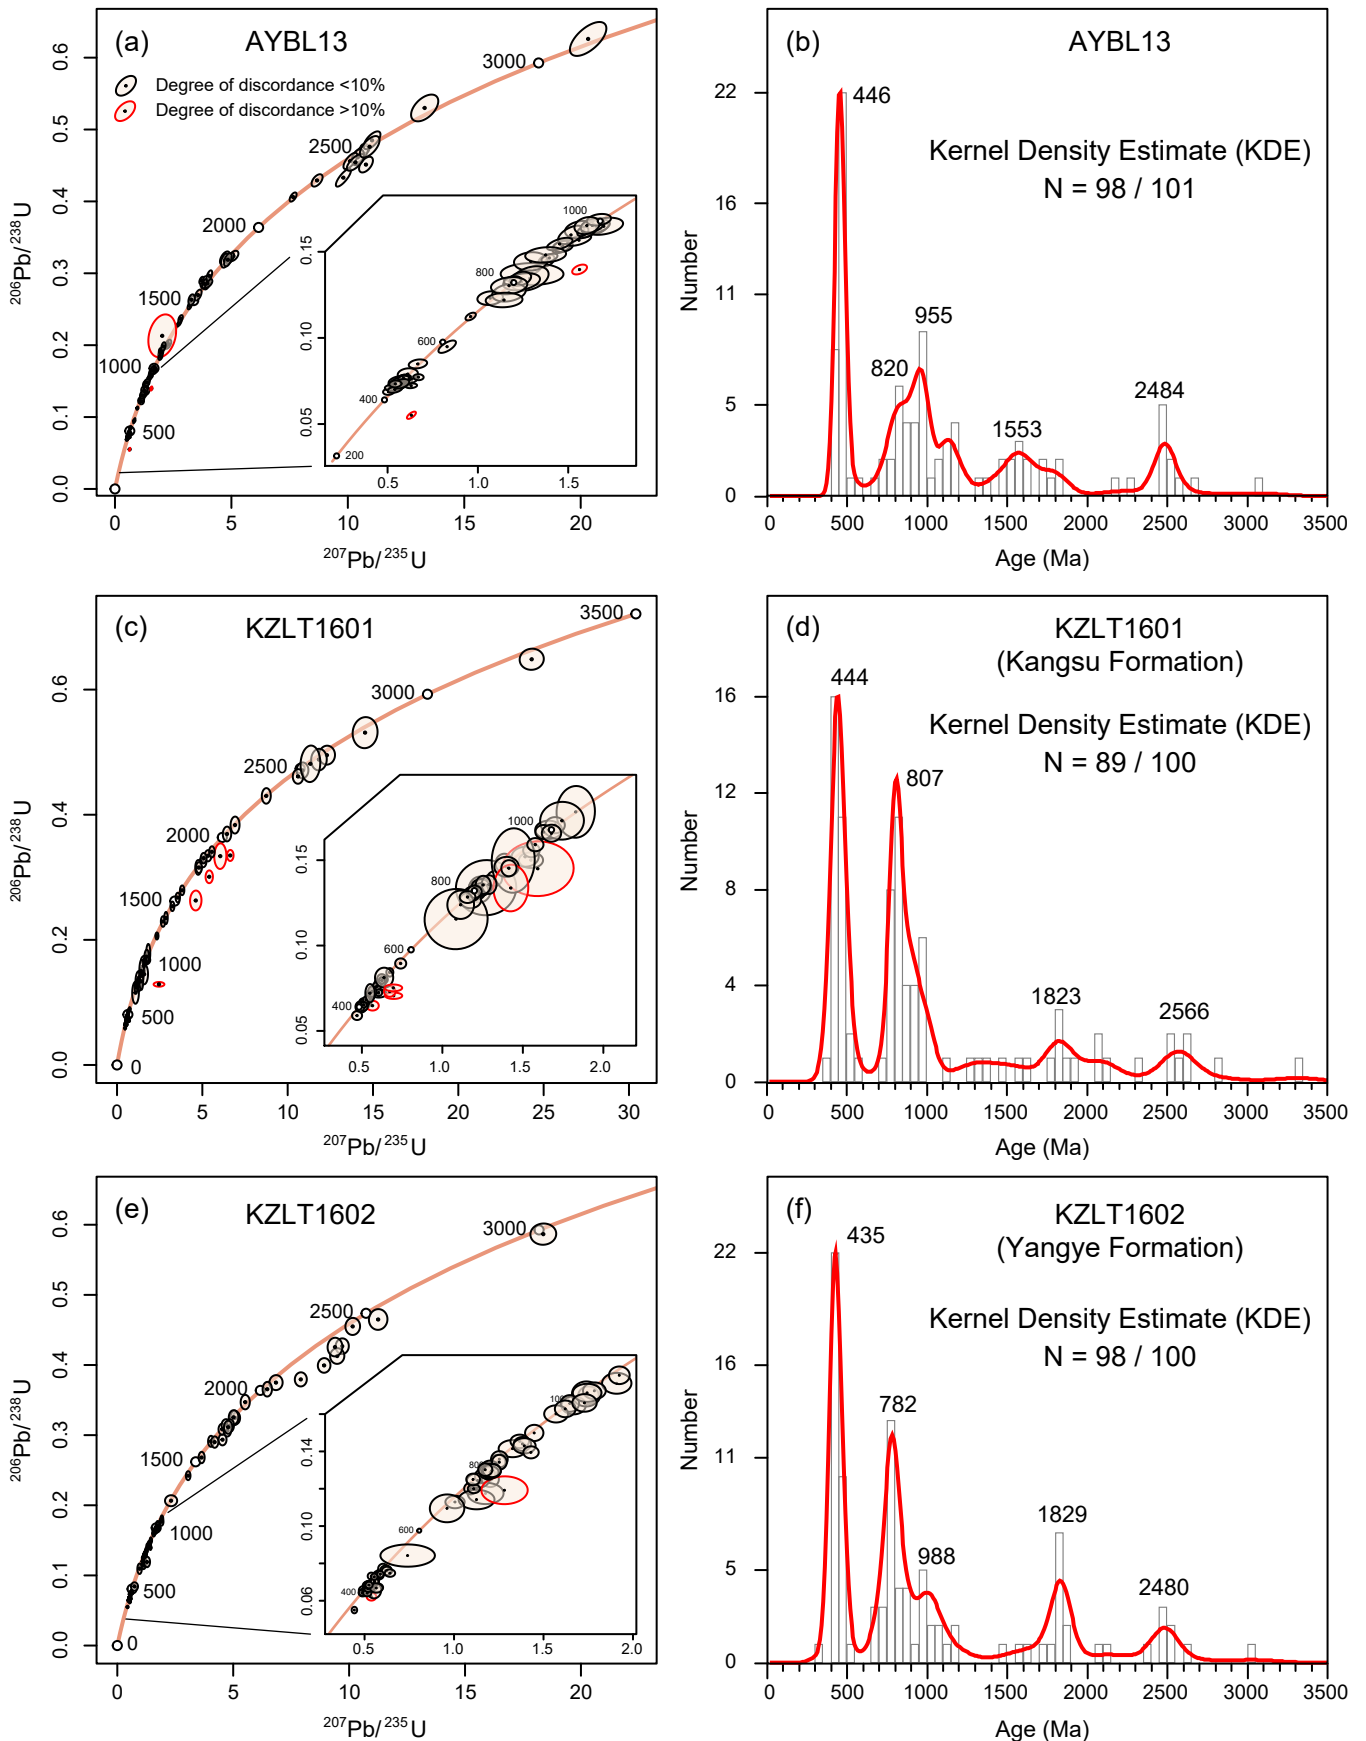 (a) AYBL13
Degree of discordance <10%
Degree of discordance >10%
0.6
0.5
0.4
0.3
0.2
0.1
0.0
206Pb/238U
3000
2500
2000
1500
1000
500
0.15
0.10
0.05
1000
800
600
400
200
0.5 1.0 1.5
0 5 10 15 20
207Pb/235U
(b) AYBL13
446
Kernel Density Estimate (KDE)
N = 98 / 101
22
16
11
5
0
Number
955
820
1553
2484
0 500 1000 1500 2000 2500 3000 3500
Age (Ma)
(c) KZLT1601
0.6
0.4
0.2
0.0
206Pb/238U
3500
3000
2500
2000
1500
1000
500
0
0.15
0.10
0.05
1000
800
600
400
0.5 1.0 1.5 2.0
0 5 10 15 20 25 30
207Pb/235U
(d) KZLT1601
(Kangsu Formation)
444
Kernel Density Estimate (KDE)
N = 89 / 100
16
12
8
4
0
Number
807
1823
2566
0 500 1000 1500 2000 2500 3000 3500
Age (Ma)
(e) KZLT1602
0.6
0.5
0.4
0.3
0.2
0.1
0.0
206Pb/238U
3000
2500
2000
1500
1000
500
0
0.14
0.10
0.06
600
400
0.5 1.0 1.5 2.0
0 5 10 15 20
207Pb/235U
(f) KZLT1602
(Yangye Formation)
435
Kernel Density Estimate (KDE)
N = 98 / 100
22
16
11
5
0
Number
782
988
1829
2480
0 500 1000 1500 2000 2500 3000 3500
Age (Ma)